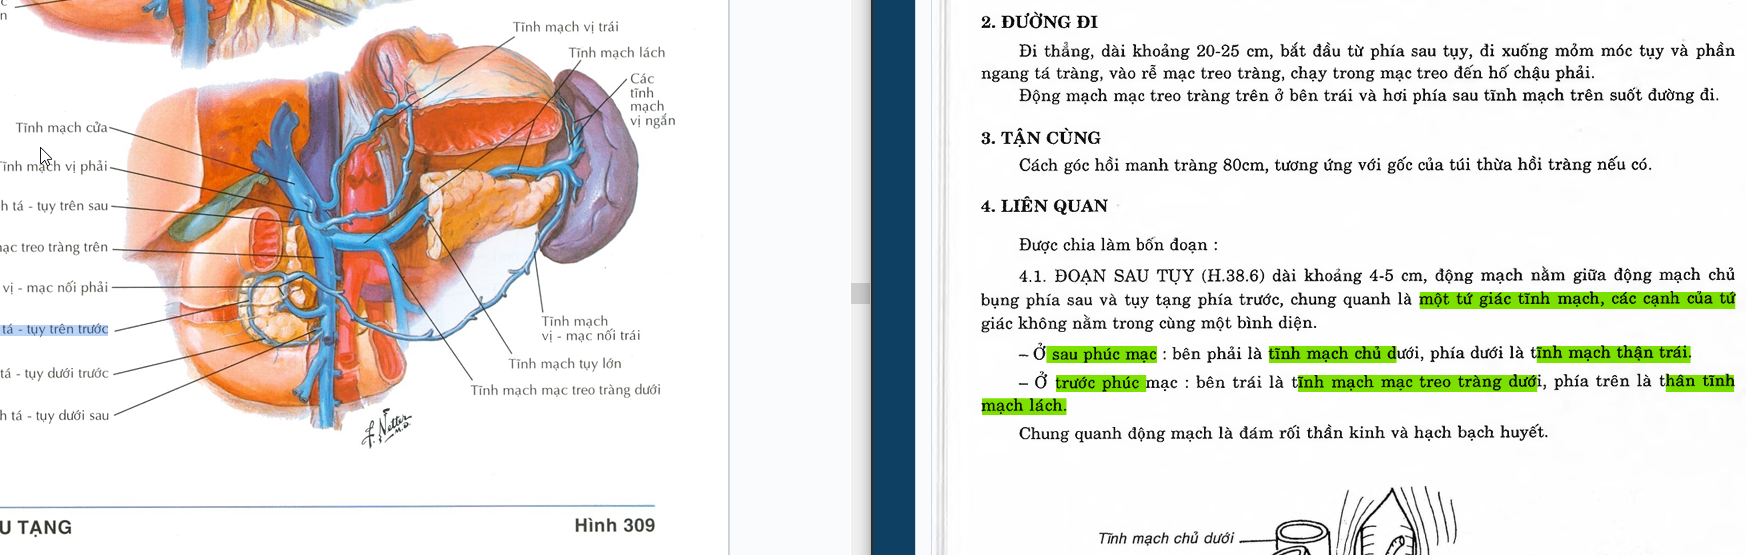 Tĩnh mạch vị trái
Tĩnh mạch lách
Các
tĩnh
mạch
vị ngắn
Tĩnh mạch cửa
Tĩnh mạch vị phải
h tá - tụy trên sau
ạc treo tràng trên
vị - mạc nối phải
tá - tụy trên trước
tá - tụy dưới trước
h tá - tụy dưới sau
Tĩnh mạch
vị - mạc nối trái
Tĩnh mạch tụy lớn
Tĩnh mạch mạc treo tràng dưới
F. Netter
M.D.
U TẠNG
Hình 309
2. ĐƯỜNG ĐI
Đi thẳng, dài khoảng 20-25 cm, bắt đầu từ phía sau tụy, đi xuống mỏm móc tụy và phần
ngang tá tràng, vào rễ mạc treo tràng, chạy trong mạc treo đến hố chậu phải.
Động mạch mạc treo tràng trên ở bên trái và hơi phía sau tĩnh mạch trên suốt đường đi.
3. TẬN CÙNG
Cách góc hồi manh tràng 80cm, tương ứng với gốc của túi thừa hồi tràng nếu có.
4. LIÊN QUAN
Được chia làm bốn đoạn :
4.1. ĐOẠN SAU TỤY (H.38.6) dài khoảng 4-5 cm, động mạch nằm giữa động mạch chủ
bụng phía sau và tụy tạng phía trước, chung quanh là một tứ giác tĩnh mạch, các cạnh của tứ
giác không nằm trong cùng một bình diện.
– Ở sau phúc mạc : bên phải là tĩnh mạch chủ dưới, phía dưới là tĩnh mạch thận trái.
– Ở trước phúc mạc : bên trái là tĩnh mạch mạc treo tràng dưới, phía trên là thân tĩnh
mạch lách.
Chung quanh động mạch là đám rối thần kinh và hạch bạch huyết.
Tĩnh mạch chủ dưới